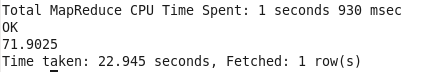 Total MapReduce CPU Time Spent: 1 seconds 930 msec
OK
71.9025
Time taken: 22.945 seconds, Fetched: 1 row(s)